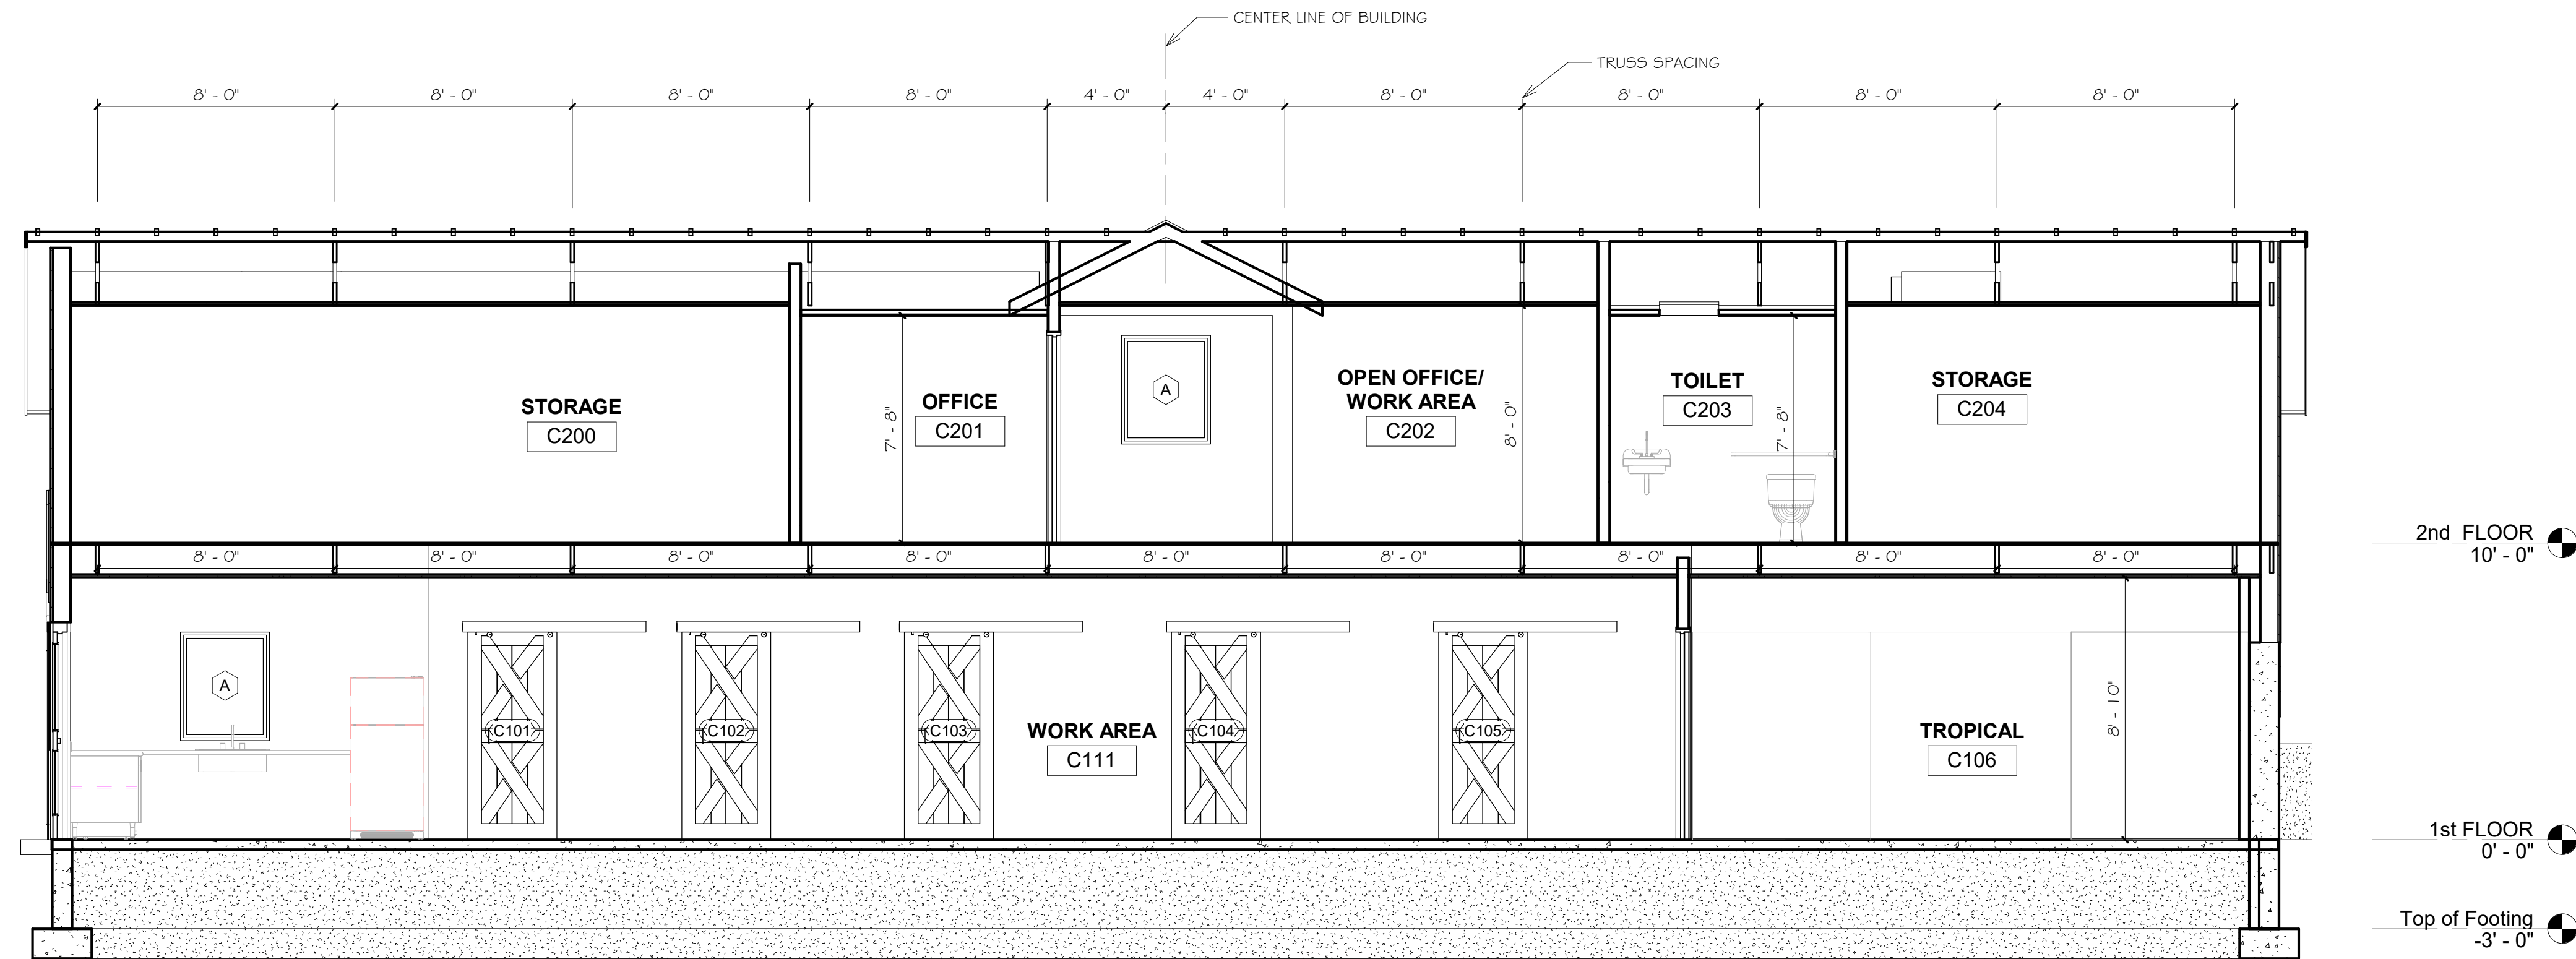 CENTER LINE OF BUILDING
TRUSS SPACING
8' - 0" 8' - 0" 8' - 0" 8' - 0" 4' - 0" 4' - 0" 8' - 0" 8' - 0" 8' - 0" 8' - 0"
STORAGE
C200
OFFICE
C201
7' - 8"
A
OPEN OFFICE/
WORK AREA
C202
8' - 0"
TOILET
C203
7' - 8"
STORAGE
C204
2nd FLOOR
10' - 0"
8' - 0" 8' - 0" 8' - 0" 8' - 0" 8' - 0" 8' - 0" 8' - 0" 8' - 0" 8' - 0"
A
C101
C102
C103
WORK AREA
C111
C104
C105
TROPICAL
C106
8' - 10"
1st FLOOR
0' - 0"
Top of Footing
-3' - 0"